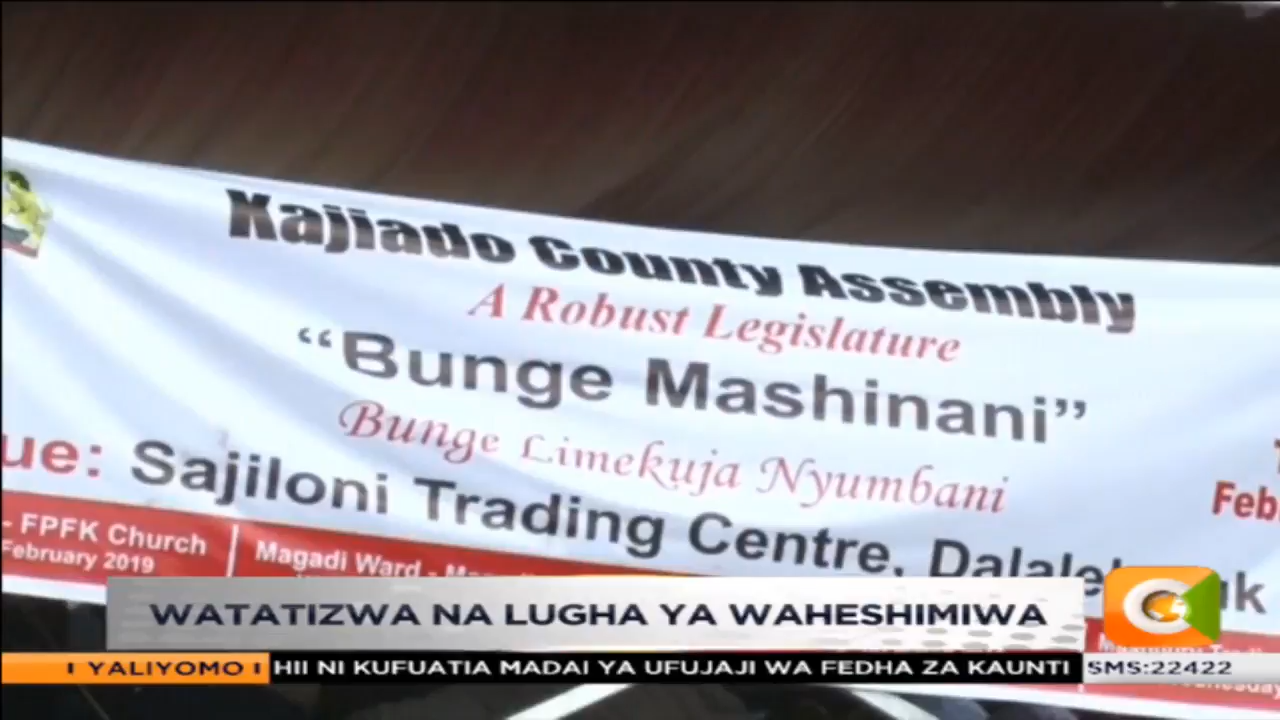 Kajiado County Assembly
A Robust Legislature
“Bunge Mashinani”
Bunge Limekuja Nyumbani
ue: Sajiloni Trading Centre,
Feb
- FPFK Church
February 2019
Magadi Ward -
WATATIZWA NA LUGHA YA WAHESHIMIWA
YALIYOMO
HII NI KUFUATIA MADAI YA UFUJAJI WA FEDHA ZA KAUNTI
SMS:22422